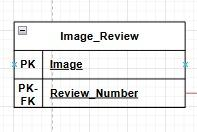 Image_Review
PK Image
PK-
FK Review_Number